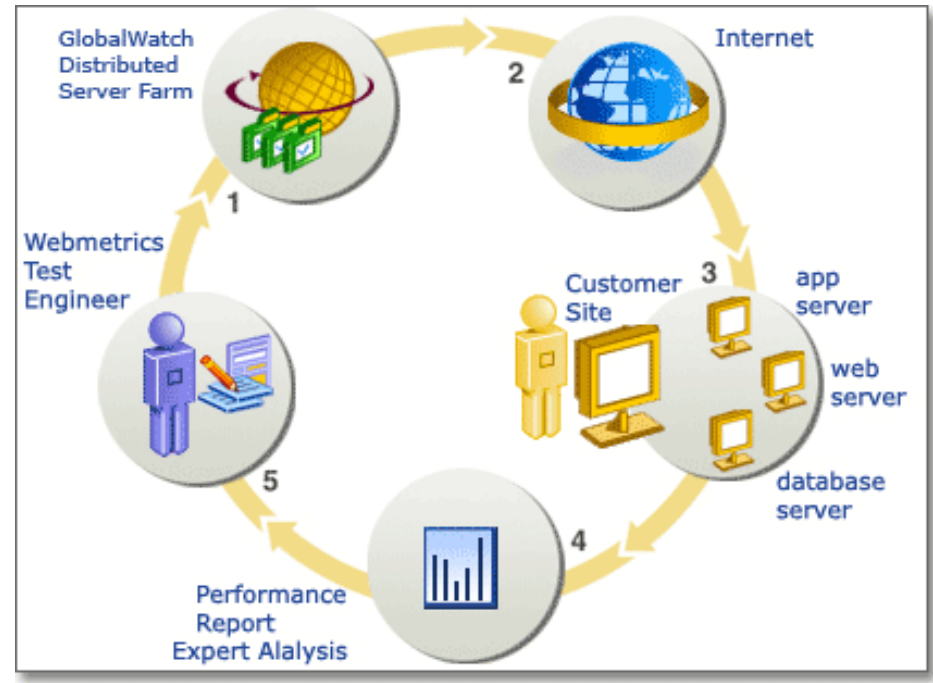 GlobalWatch
Distributed
Server Farm
1
2
Internet
3
Customer
Site
app
server
web
server
database
server
4
Performance
Report
Expert Alalysis
5
Webmetrics
Test
Engineer